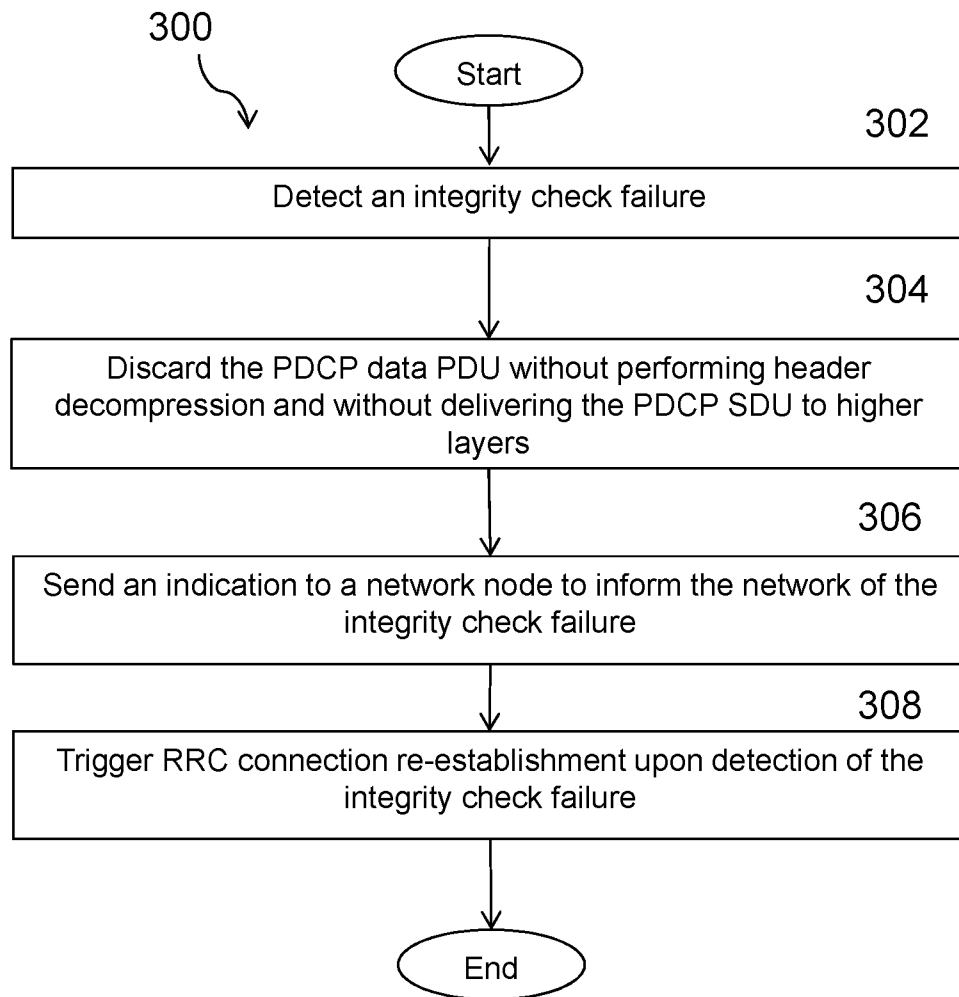 300
Start
302
Detect an integrity check failure
304
Discard the PDCP data PDU without performing header
decompression and without delivering the PDCP SDU to higher
layers
306
Send an indication to a network node to inform the network of the
integrity check failure
308
Trigger RRC connection re-establishment upon detection of the
integrity check failure
End